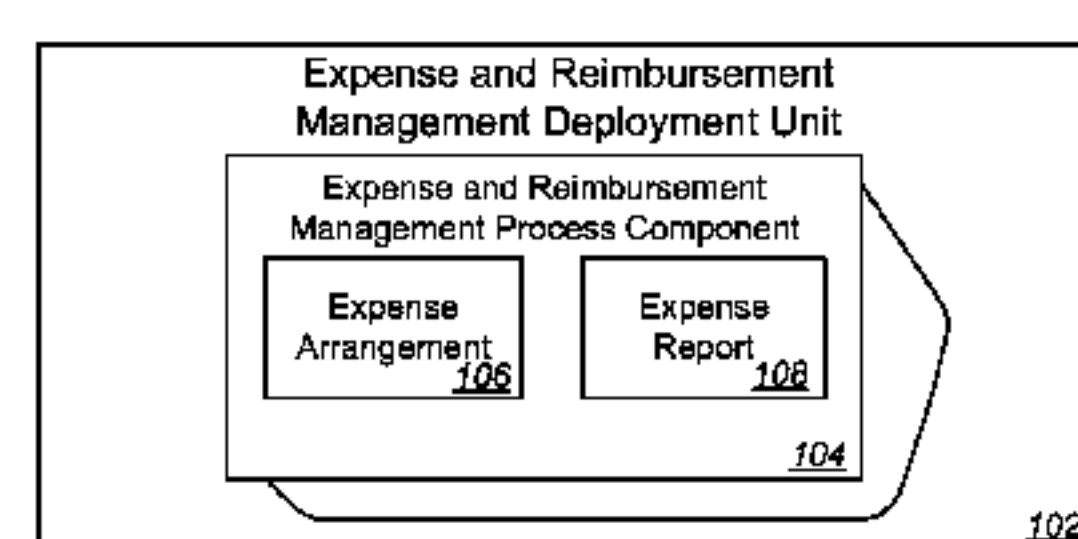 Expense and Reimbursement
Management Deployment Unit
Expense and Reimbursement
Management Process Component
Expense
Arrangement
106
Expense
Report
108
104
102